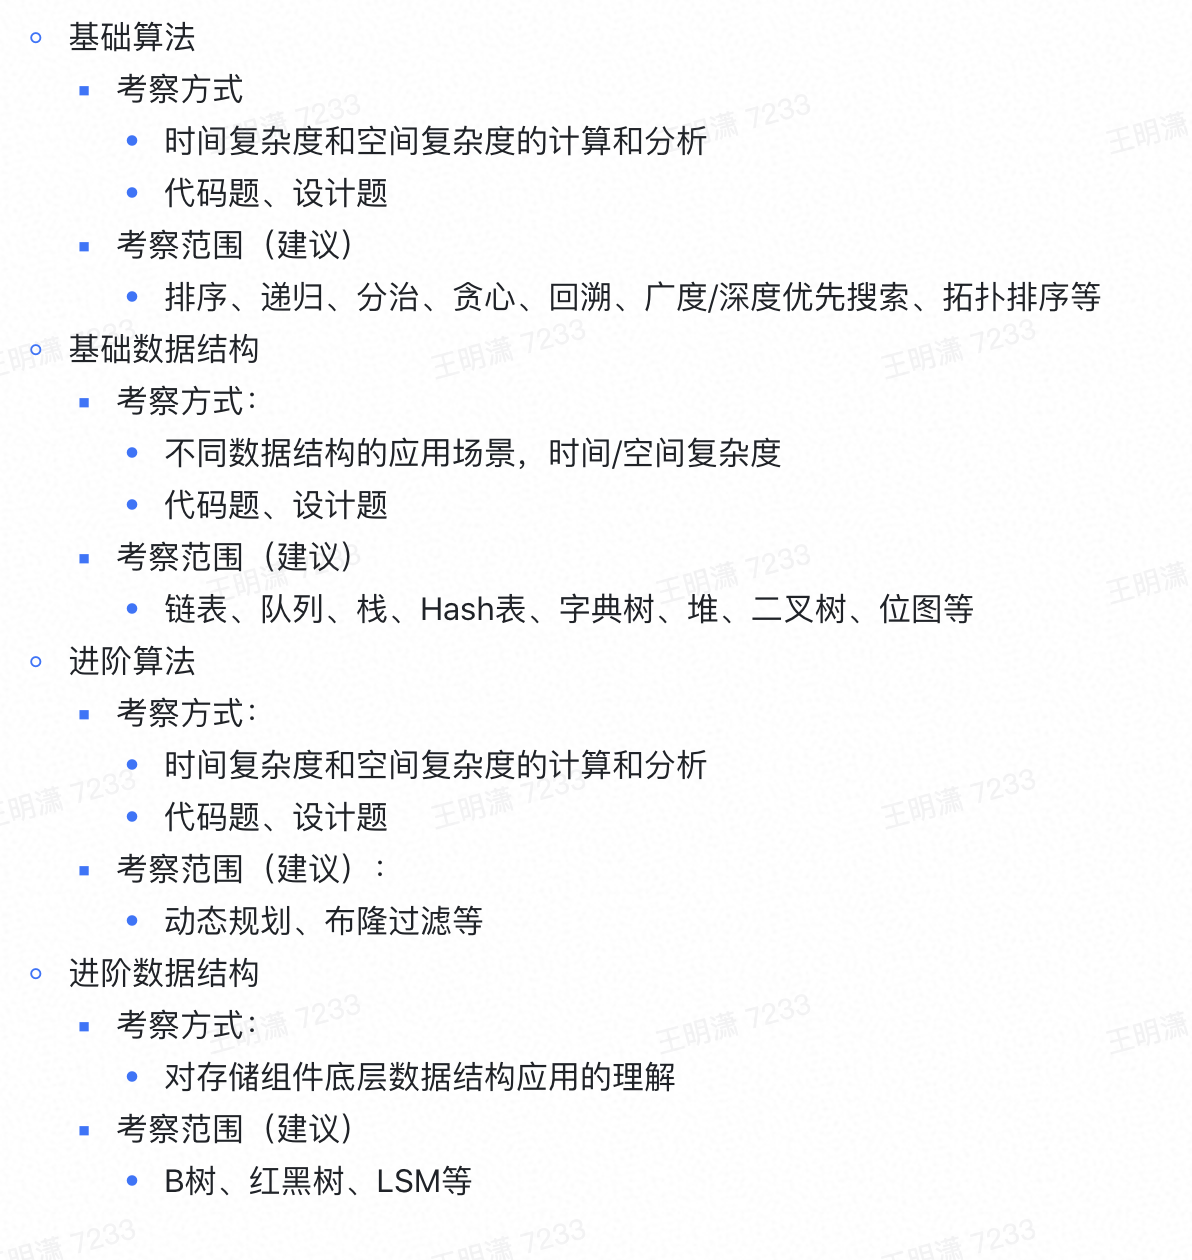 基础算法
考察方式
时间复杂度和空间复杂度的计算和分析
代码题、设计题
考察范围（建议）
排序、递归、分治、贪心、回溯、广度/深度优先搜索、拓扑排序等
基础数据结构
考察方式：
不同数据结构的应用场景，时间/空间复杂度
代码题、设计题
考察范围（建议）
链表、队列、栈、Hash表、字典树、堆、二叉树、位图等
进阶算法
考察方式：
时间复杂度和空间复杂度的计算和分析
代码题、设计题
考察范围（建议）：
动态规划、布隆过滤等
进阶数据结构
考察方式：
对存储组件底层数据结构应用的理解
考察范围（建议）
B树、红黑树、LSM等
王明潇 7233